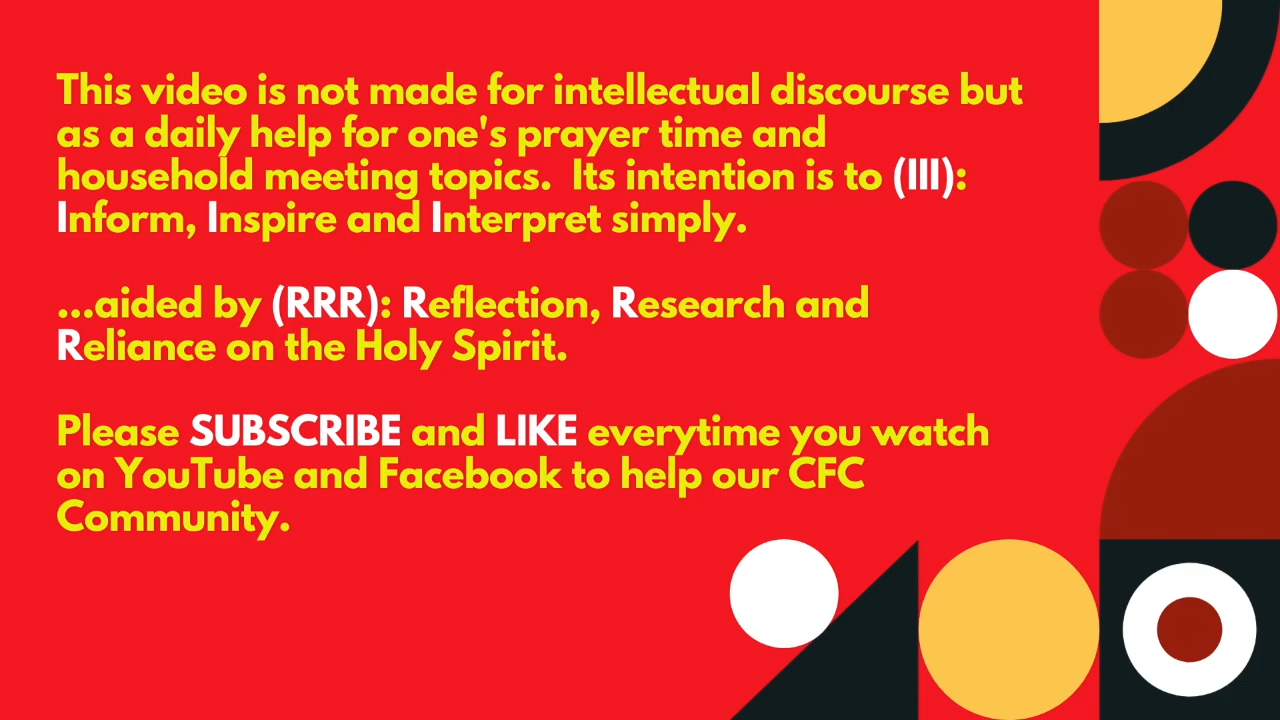 This video is not made for intellectual discourse but
as a daily help for one's prayer time and
household meeting topics.  Its intention is to (III):
Inform, Inspire and Interpret simply.
...aided by (RRR): Reflection, Research and
Reliance on the Holy Spirit.
Please SUBSCRIBE and LIKE everytime you watch
on YouTube and Facebook to help our CFC
Community.